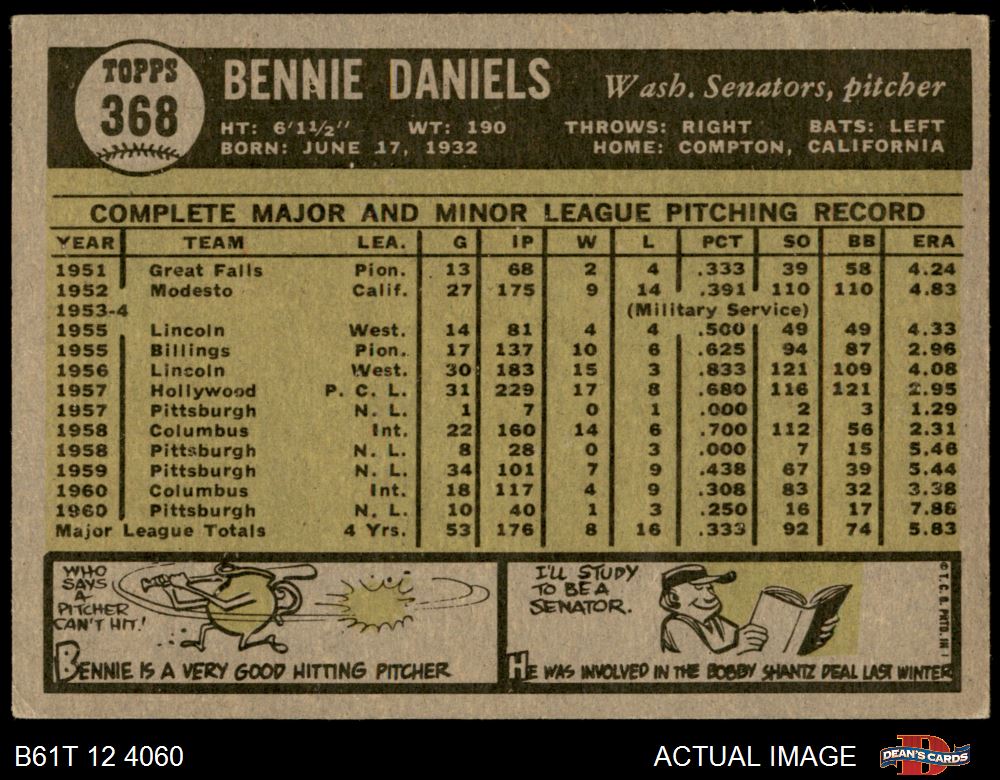 TOPPS
368
BENNIE DANIELS
Wash. Senators, pitcher
HT: 6'1½" WT: 190 THROWS: RIGHT BATS: LEFT
BORN: JUNE 17, 1932 HOME: COMPTON, CALIFORNIA
COMPLETE MAJOR AND MINOR LEAGUE PITCHING RECORD
YEAR TEAM LEA. G IP W L PCT SO BB ERA
1951 Great Falls Pion. 13 68 2 4 .333 39 58 4.24
1952 Modesto Calif. 27 175 9 14 .391 110 110 4.83
1953-4 (Military Service)
1955 Lincoln West. 14 81 4 4 .500 49 49 4.33
1955 Billings Pion. 17 137 10 6 .625 94 87 2.96
1956 Lincoln West. 30 183 15 3 .833 121 109 4.08
1957 Hollywood P. C. L. 31 229 17 8 .680 116 121 2.95
1957 Pittsburgh N. L. 1 7 0 1 .000 2 3 1.29
1958 Columbus Int. 22 160 14 6 .700 112 56 2.31
1958 Pittsburgh N. L. 8 28 0 3 .000 7 15 5.46
1959 Pittsburgh N. L. 34 101 7 9 .438 67 39 5.44
1960 Columbus Int. 18 117 4 9 .308 83 32 3.38
1960 Pittsburgh N. L. 10 40 1 3 .250 16 17 7.88
Major League Totals 4 Yrs. 53 176 8 16 .333 92 74 5.83
WHO
SAYS
A
PITCHER
CAN'T HIT!
BENNIE IS A VERY GOOD HITTING PITCHER
I'LL STUDY
TO BE A
SENATOR.
HE WAS INVOLVED IN THE BOBBY SHANTZ DEAL LAST WINTER
© T. C. G. PRTD. IN
B61T 12 4060
ACTUAL IMAGE
DEAN'S CARDS